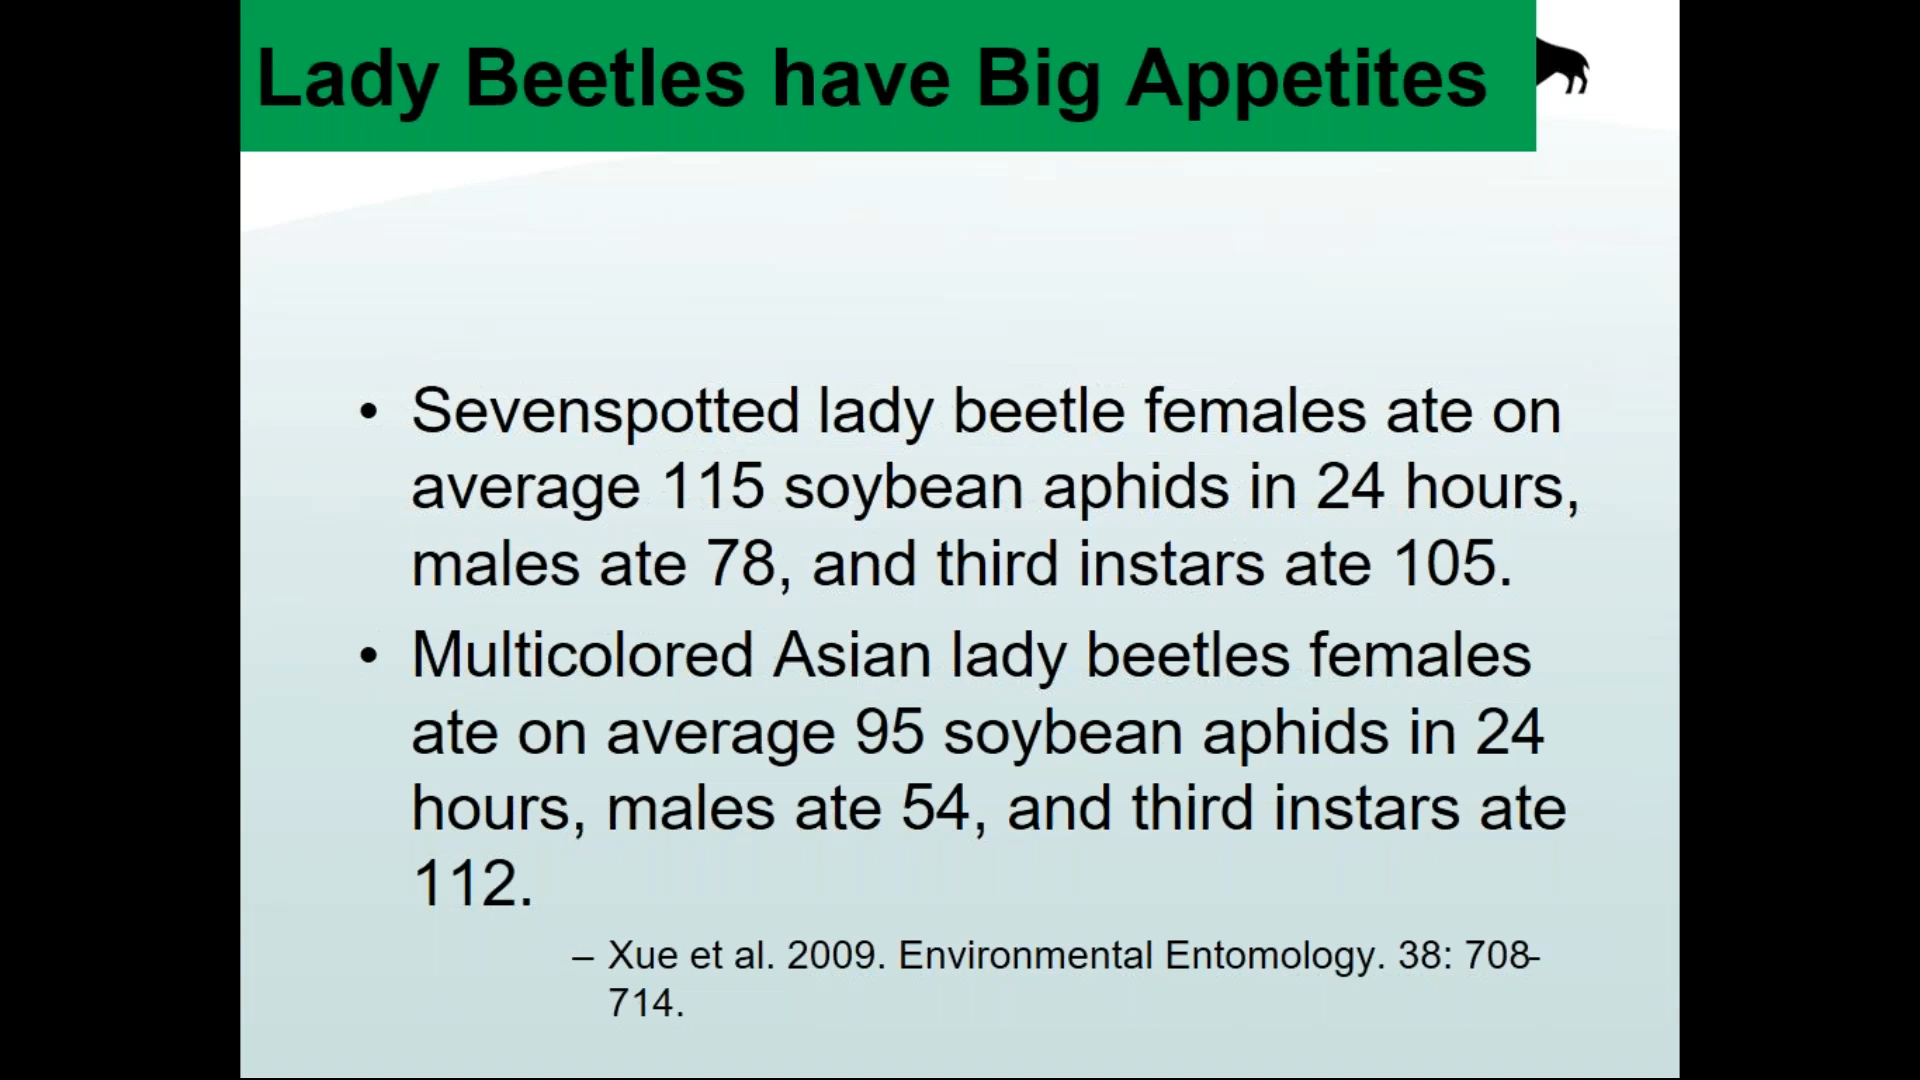 Lady Beetles have Big Appetites
• Sevenspotted lady beetle females ate on
average 115 soybean aphids in 24 hours,
males ate 78, and third instars ate 105.
• Multicolored Asian lady beetles females
ate on average 95 soybean aphids in 24
hours, males ate 54, and third instars ate
112.
– Xue et al. 2009. Environmental Entomology. 38: 708-
714.